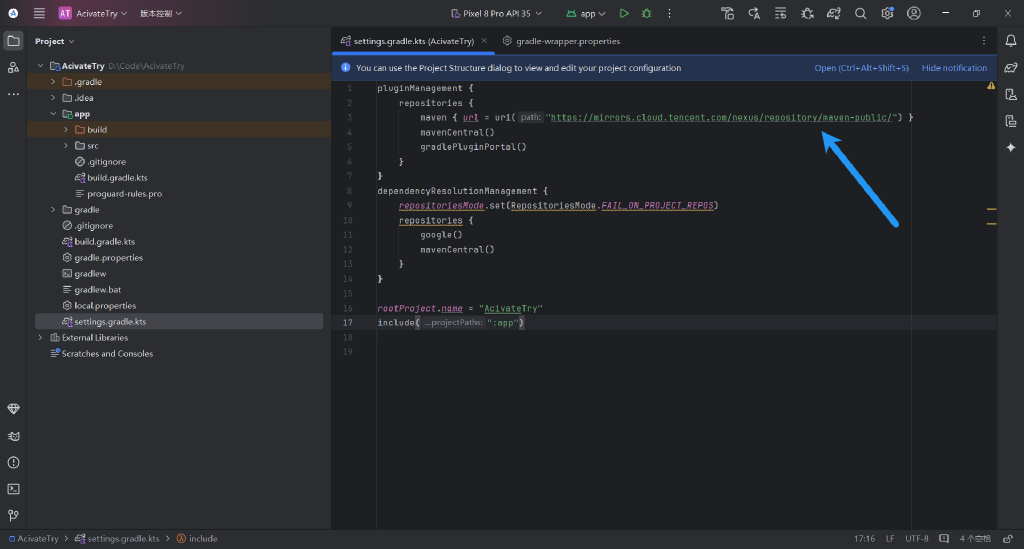 AT AcivateTry 版本控制 Pixel 8 Pro API 35 app
Project
settings.gradle.kts (AcivateTry) gradle-wrapper.properties
You can use the Project Structure dialog to view and edit your project configuration Open (Ctrl+Alt+Shift+S) Hide notification
AcivateTry D:\Code\AcivateTry
.gradle
.idea
app
build
src
.gitignore
build.gradle.kts
proguard-rules.pro
gradle
.gitignore
build.gradle.kts
gradle.properties
gradlew
gradlew.bat
local.properties
settings.gradle.kts
External Libraries
Scratches and Consoles
1 pluginManagement {
2 repositories {
3 maven { url = uri( path: "https://mirrors.cloud.tencent.com/nexus/repository/maven-public/") }
4 mavenCentral()
5 gradlePluginPortal()
6 }
7 }
8 dependencyResolutionManagement {
9 repositoriesMode.set(RepositoriesMode.FAIL_ON_PROJECT_REPOS)
10 repositories {
11 google()
12 mavenCentral()
13 }
14 }
15
16 rootProject.name = "AcivateTry"
17 include( ...projectPaths: ":app")
18
19
AcivateTry > settings.gradle.kts > include 17:16 LF UTF-8 4 个空格